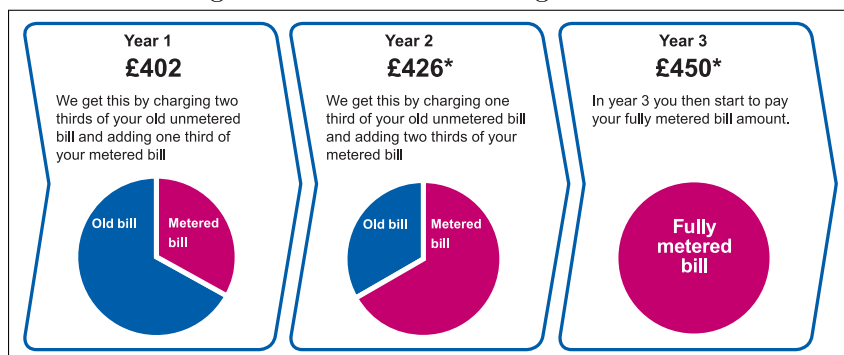 Year 1
£402
We get this by charging two
thirds of your old unmetered
bill and adding one third of
your metered bill
Old bill
Metered
bill
Year 2
£426*
We get this by charging one
third of your old unmetered bill
and adding two thirds of your
metered bill
Old bill
Metered
bill
Year 3
£450*
In year 3 you then start to pay
your fully metered bill amount.
Fully
metered
bill